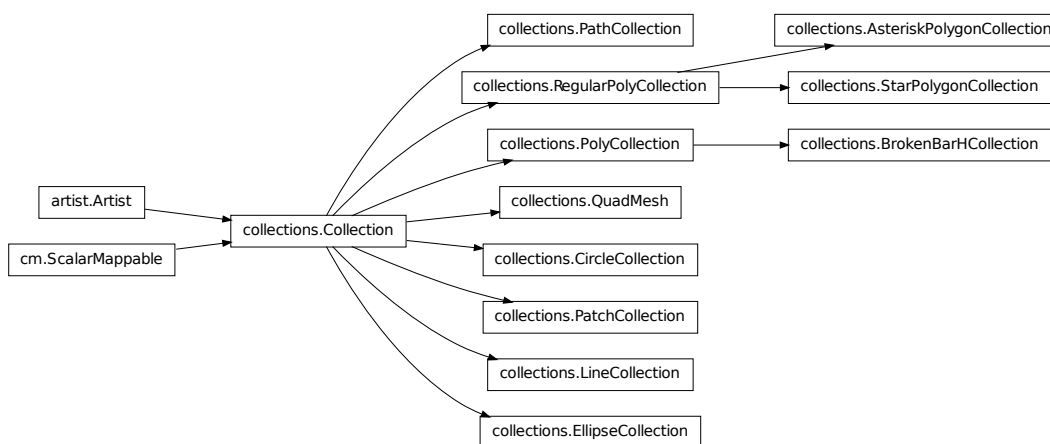 collections.PathCollection
collections.AsteriskPolygonCollection
collections.RegularPolyCollection
collections.StarPolygonCollection
collections.PolyCollection
collections.BrokenBarHCollection
artist.Artist
collections.QuadMesh
collections.Collection
cm.ScalarMappable
collections.CircleCollection
collections.PatchCollection
collections.LineCollection
collections.EllipseCollection